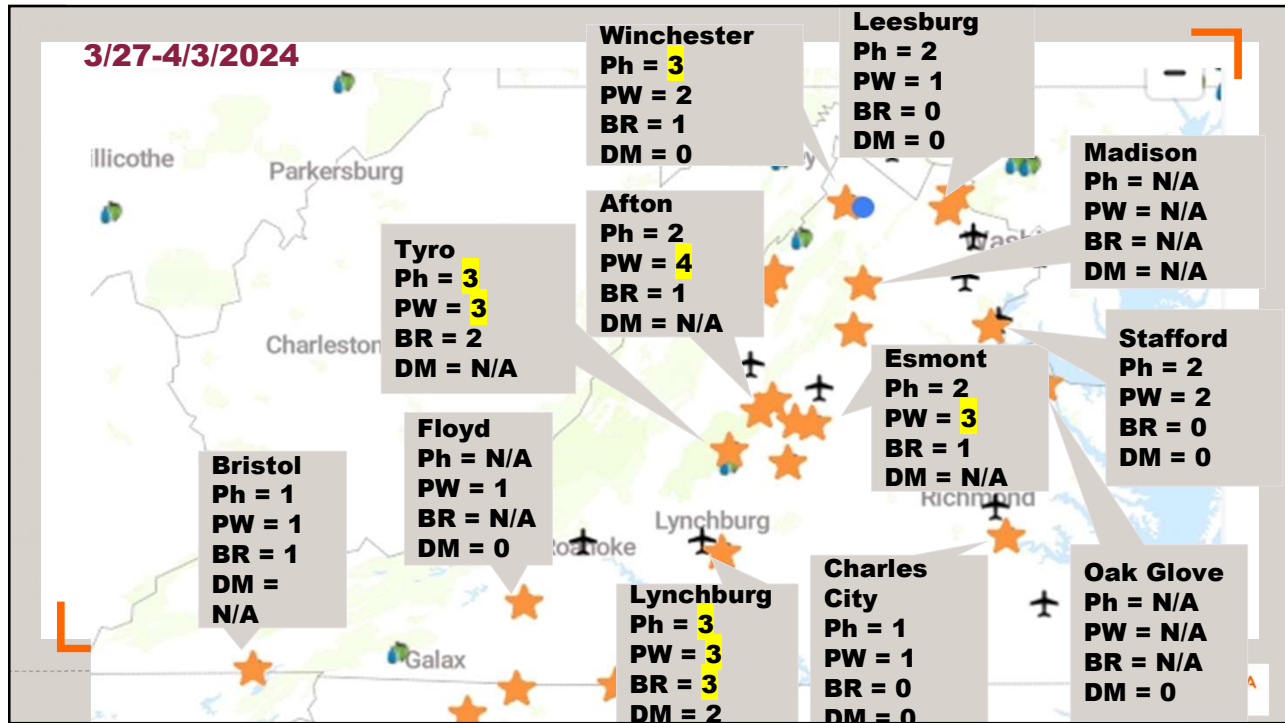 3/27-4/3/2024
Winchester
Ph = 3
PW = 2
BR = 1
DM = 0
Leesburg
Ph = 2
PW = 1
BR = 0
DM = 0
Madison
Ph = N/A
PW = N/A
BR = N/A
DM = N/A
Afton
Ph = 2
PW = 4
BR = 1
DM = N/A
Tyro
Ph = 3
PW = 3
BR = 2
DM = N/A
Stafford
Ph = 2
PW = 2
BR = 0
DM = 0
Esmont
Ph = 2
PW = 3
BR = 1
DM = N/A
Floyd
Ph = N/A
PW = 1
BR = N/A
DM = 0
Bristol
Ph = 1
PW = 1
BR = 1
DM =
N/A
Lynchburg
Ph = 3
PW = 3
BR = 3
DM = 2
Charles
City
Ph = 1
PW = 1
BR = 0
DM = 0
Oak Glove
Ph = N/A
PW = N/A
BR = N/A
DM = 0
illicothe
Parkersburg
Charleston
Richmond
Lynchburg
Galax